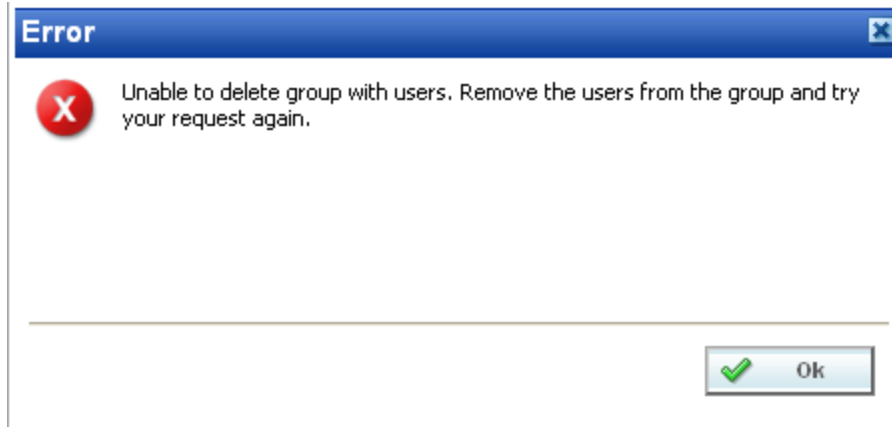 Error
Unable to delete group with users. Remove the users from the group and try
your request again.
Ok